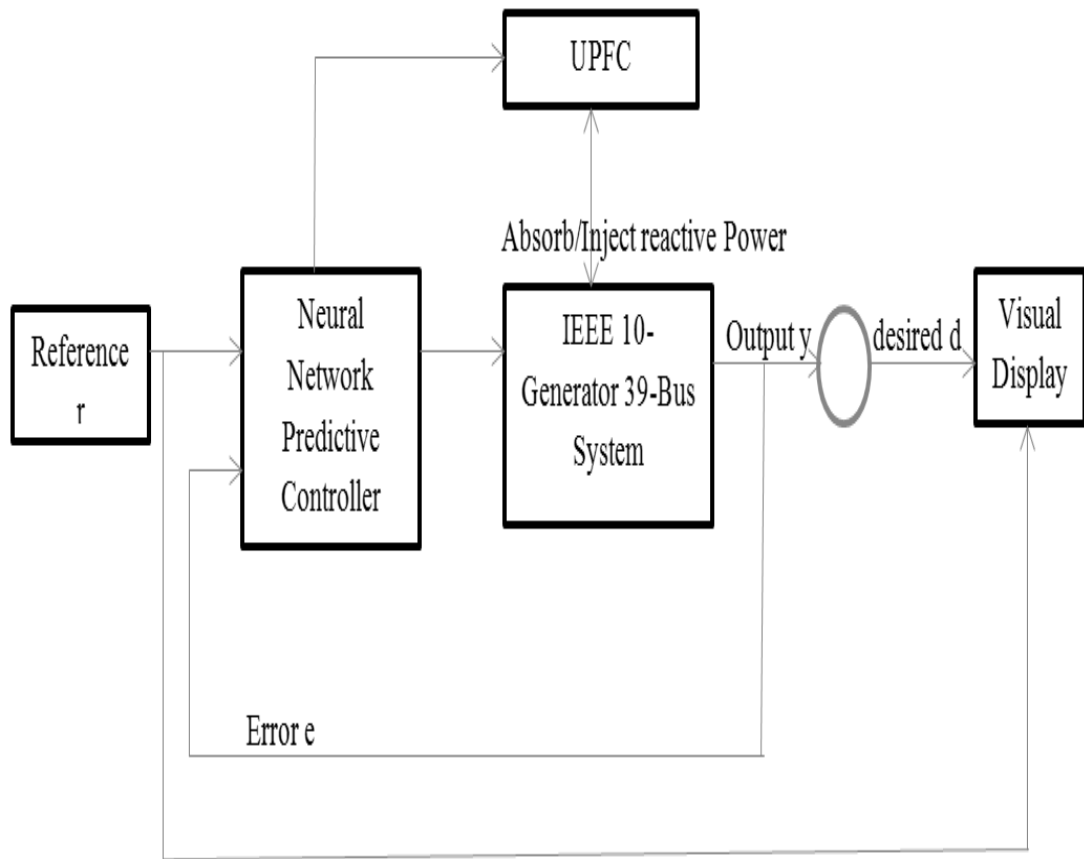 UPFC
Absorb/Inject reactive Power
Reference
r
Neural
Network
Predictive
Controller
IEEE 10-
Generator 39-Bus
System
Output y
desired d
Visual
Display
Error e